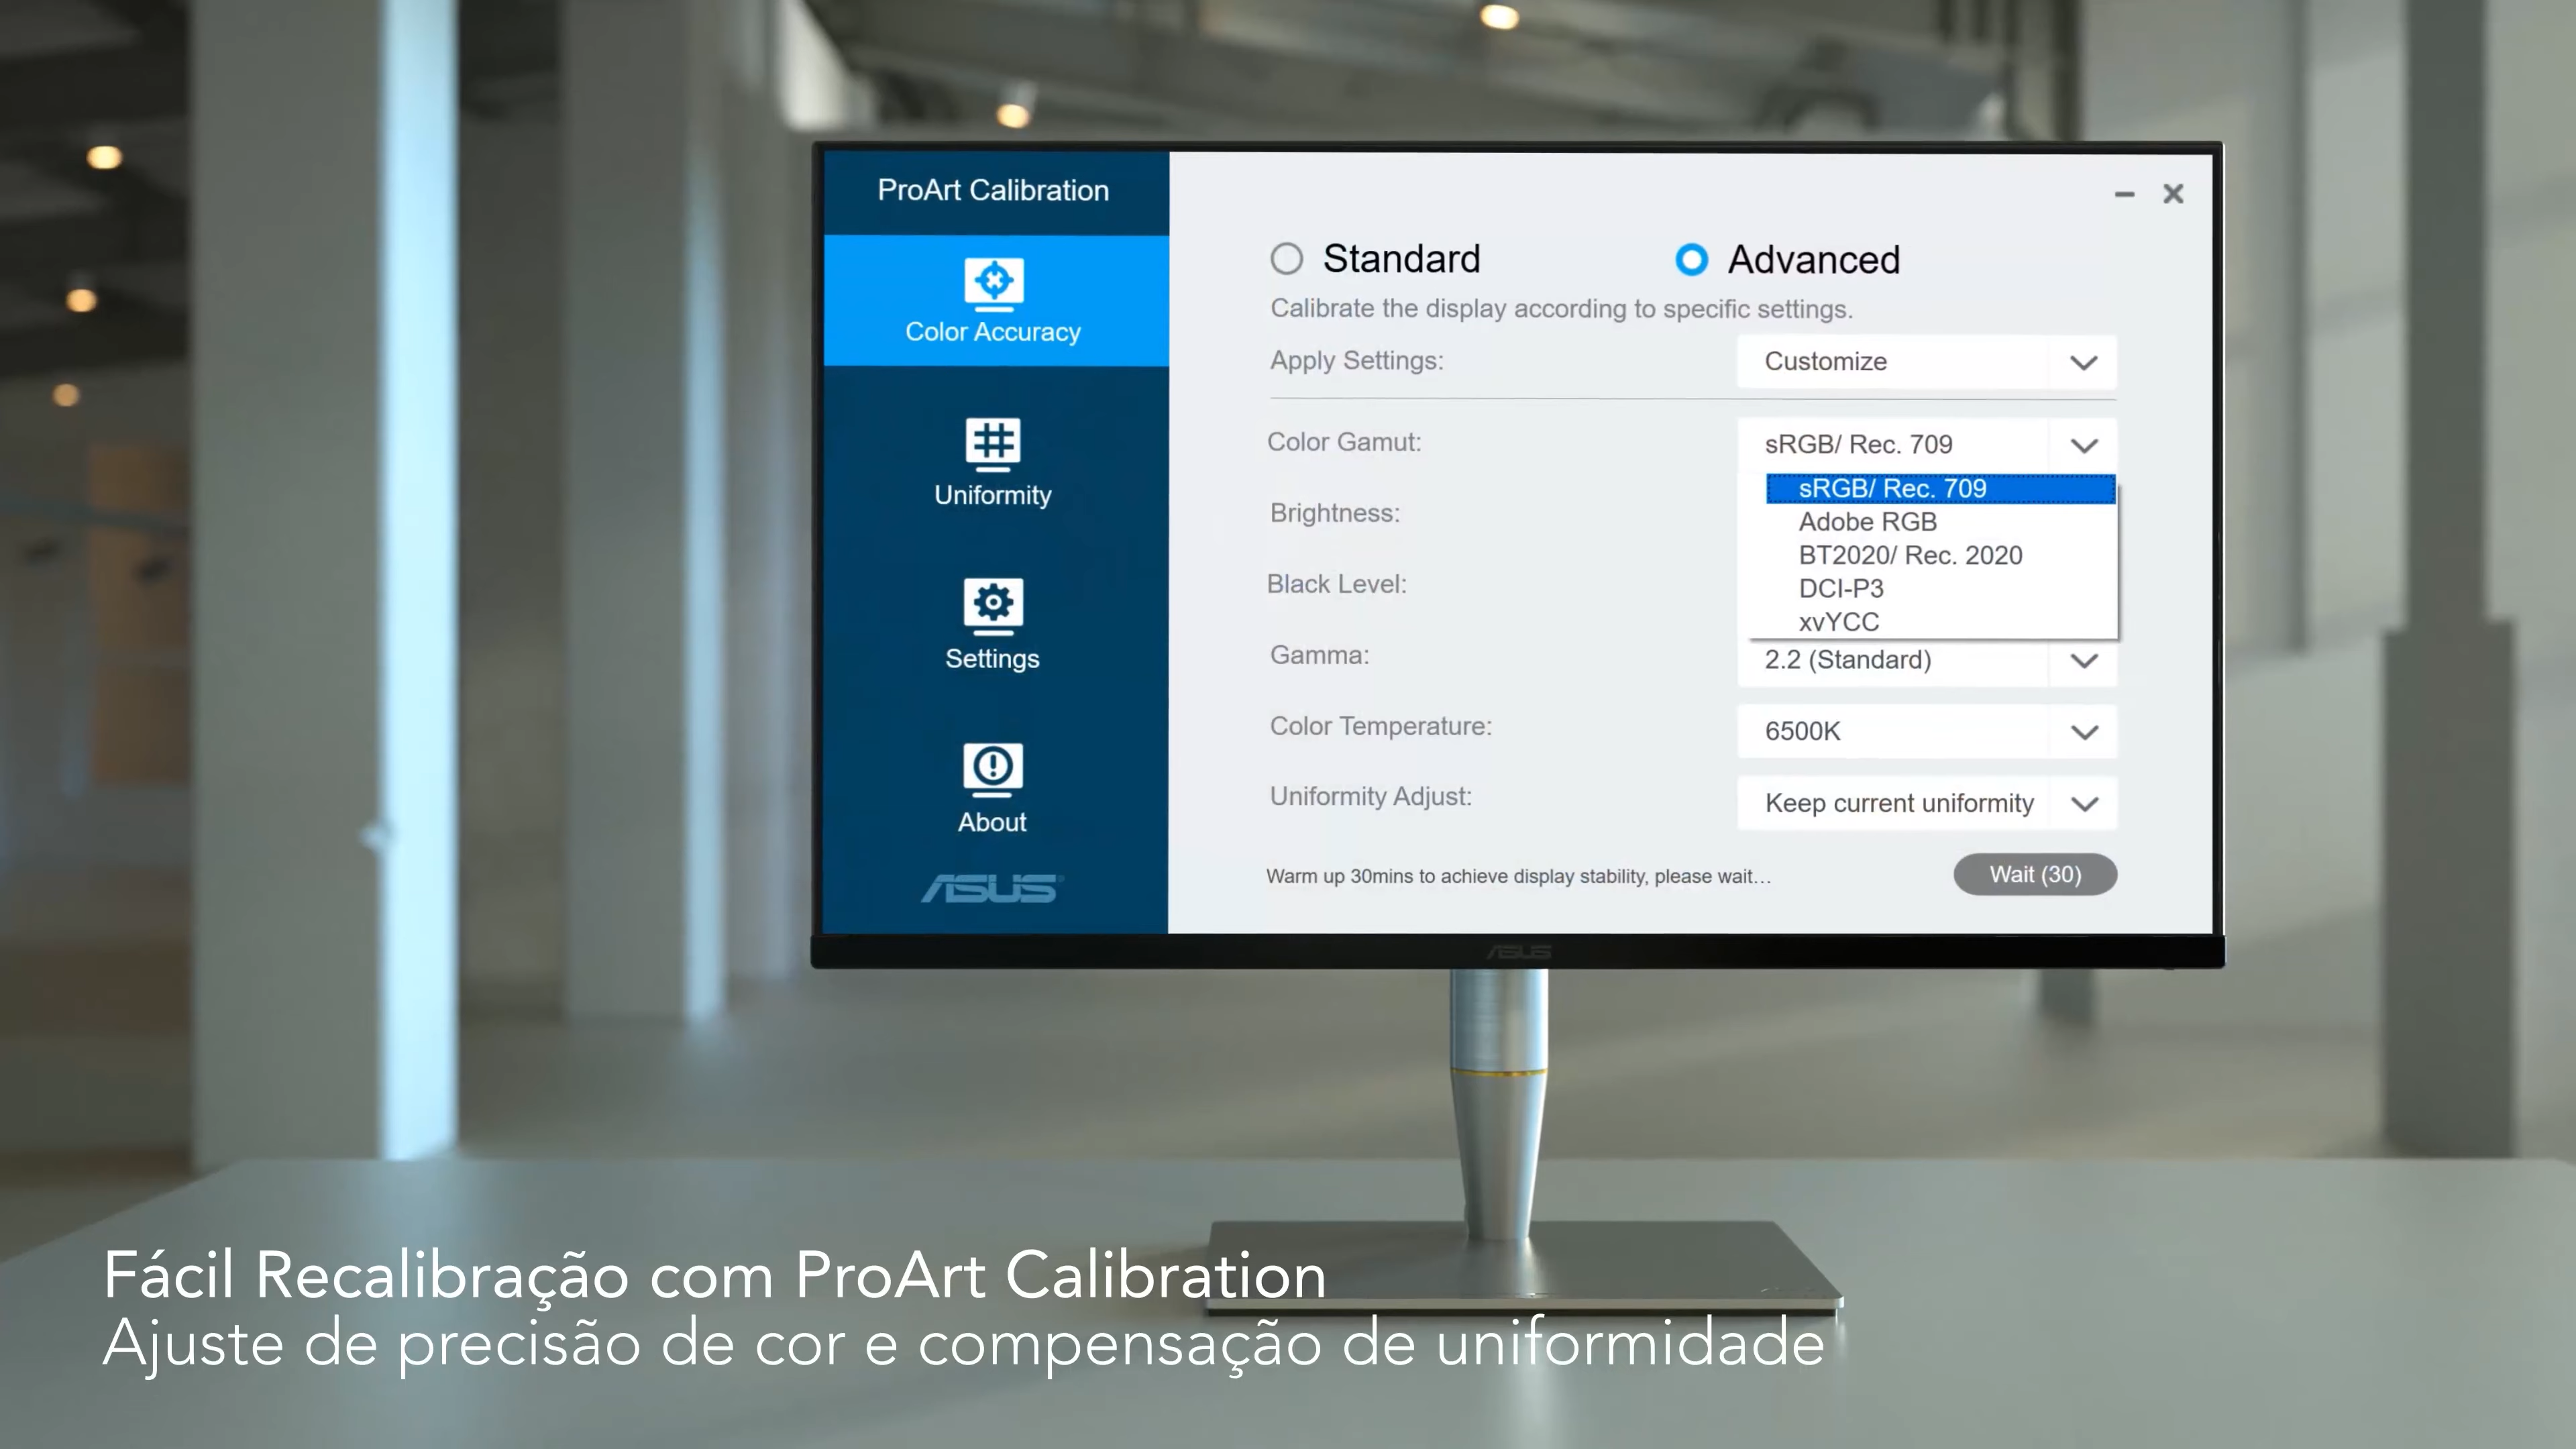 ProArt Calibration
Color Accuracy
Uniformity
Settings
About
ASUS
Standard
Advanced
Calibrate the display according to specific settings.
Apply Settings: Customize
Color Gamut: sRGB/ Rec. 709
sRGB/ Rec. 709
Adobe RGB
BT2020/ Rec. 2020
DCI-P3
xvYCC
Brightness:
Black Level:
Gamma: 2.2 (Standard)
Color Temperature: 6500K
Uniformity Adjust: Keep current uniformity
Warm up 30mins to achieve display stability, please wait...
Wait (30)
ASUS
Fácil Recalibração com ProArt Calibration
Ajuste de precisão de cor e compensação de uniformidade